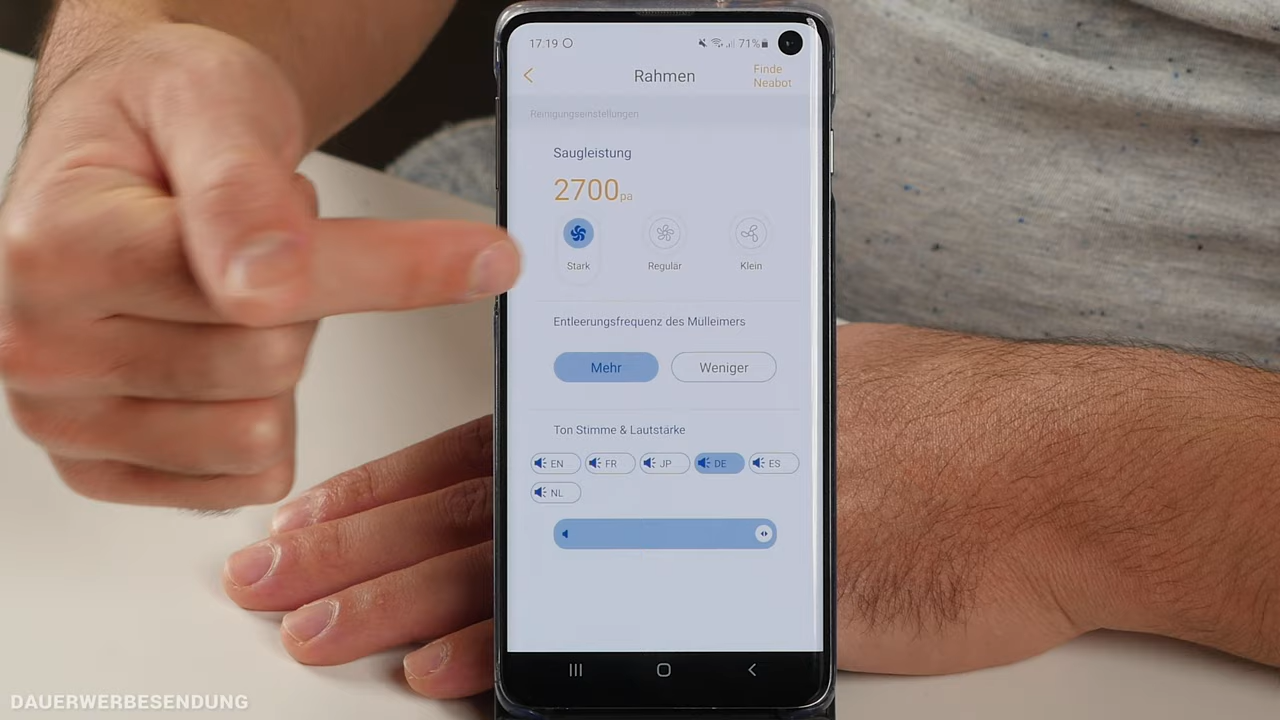 17.19
71%
Rahmen
Finde
Neabot
Reinigungseinstellungen
Saugleistung
2700pa
Stark Regulär Klein
Entleerungsfrequenz des Mülleimers
Mehr Weniger
Ton Stimme & Lautstärke
EN FR JP DE ES
NL
DAUERWERBESENDUNG